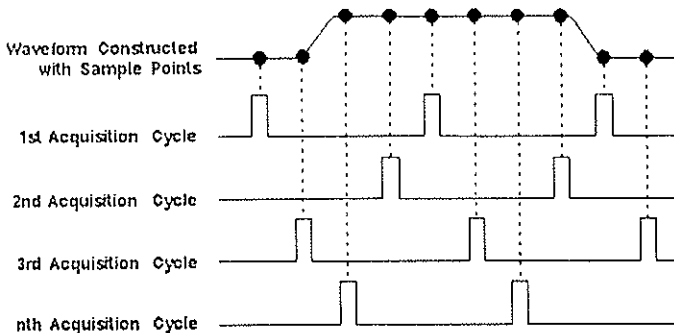 Waveform Constructed
with Sample Points
1st Acquisition Cycle
2nd Acquisition Cycle
3rd Acquisition Cycle
nth Acquisition Cycle